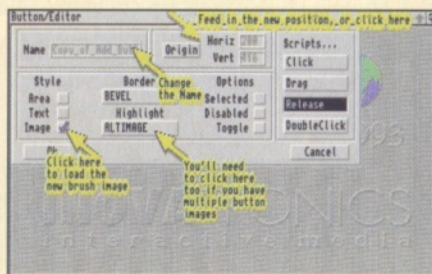 Button/Editor
Feed in the new position, or click here
Name Copy_of_Add_But
Origin
Horiz 200
Vert 416
Scripts...
Click
Drag
Release
DoubleClick
Cancel
Change the Name
Style
Area
Text
Image
Border
BEVEL
Highlight
ALTIMAGE
Options
Selected
Disabled
Toggle
Click here
to load the
new brush image
You'll need
to click here
too if you have
multiple button
images
INNOVATRONICS
interactive media